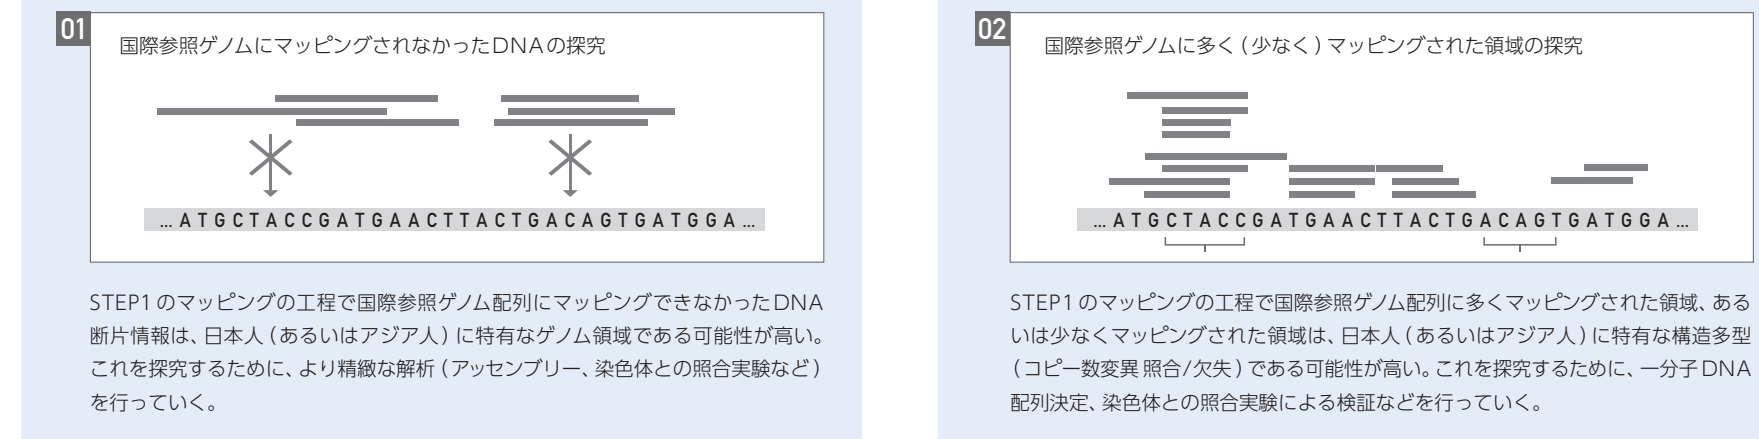 01
国際参照ゲノムにマッピングされなかったDNAの探究
... ATGCTACCGATGAACTTACTGACAGTGATGGA ...
STEP1のマッピングの工程で国際参照ゲノム配列にマッピングできなかったDNA
断片情報は、日本人(あるいはアジア人)に特有なゲノム領域である可能性が高い。
これを探究するために、より精緻な解析(アッセンブリー、染色体との照合実験など)
を行っていく。
02
国際参照ゲノムに多く(少なく)マッピングされた領域の探究
... ATGCTACCGATGAACTTACTGACAGTGATGGA ...
STEP1のマッピングの工程で国際参照ゲノム配列に多くマッピングされた領域、ある
いは少なくマッピングされた領域は、日本人(あるいはアジア人)に特有な構造多型
(コピー数変異 照合/欠失)である可能性が高い。これを探究するために、一分子DNA
配列決定、染色体との照合実験による検証などを行っていく。